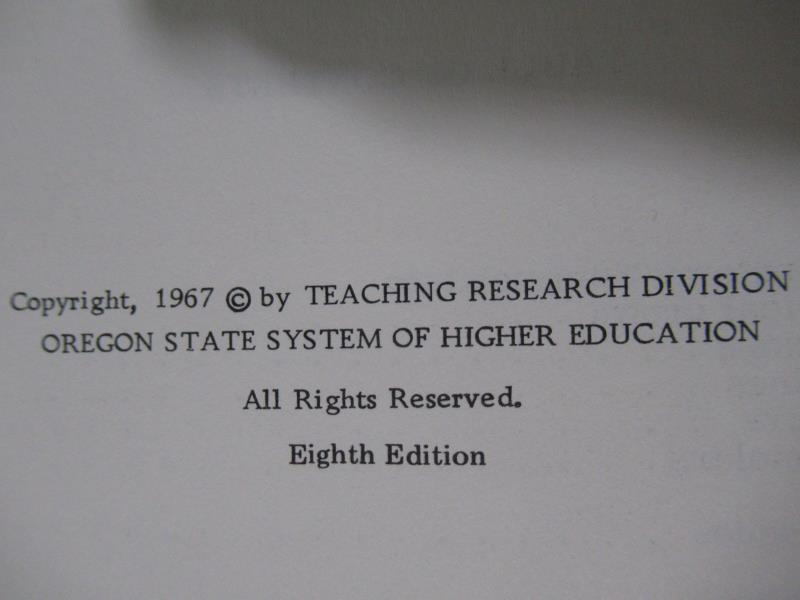 Copyright, 1967 © by TEACHING RESEARCH DIVISION
OREGON STATE SYSTEM OF HIGHER EDUCATION
All Rights Reserved.
Eighth Edition